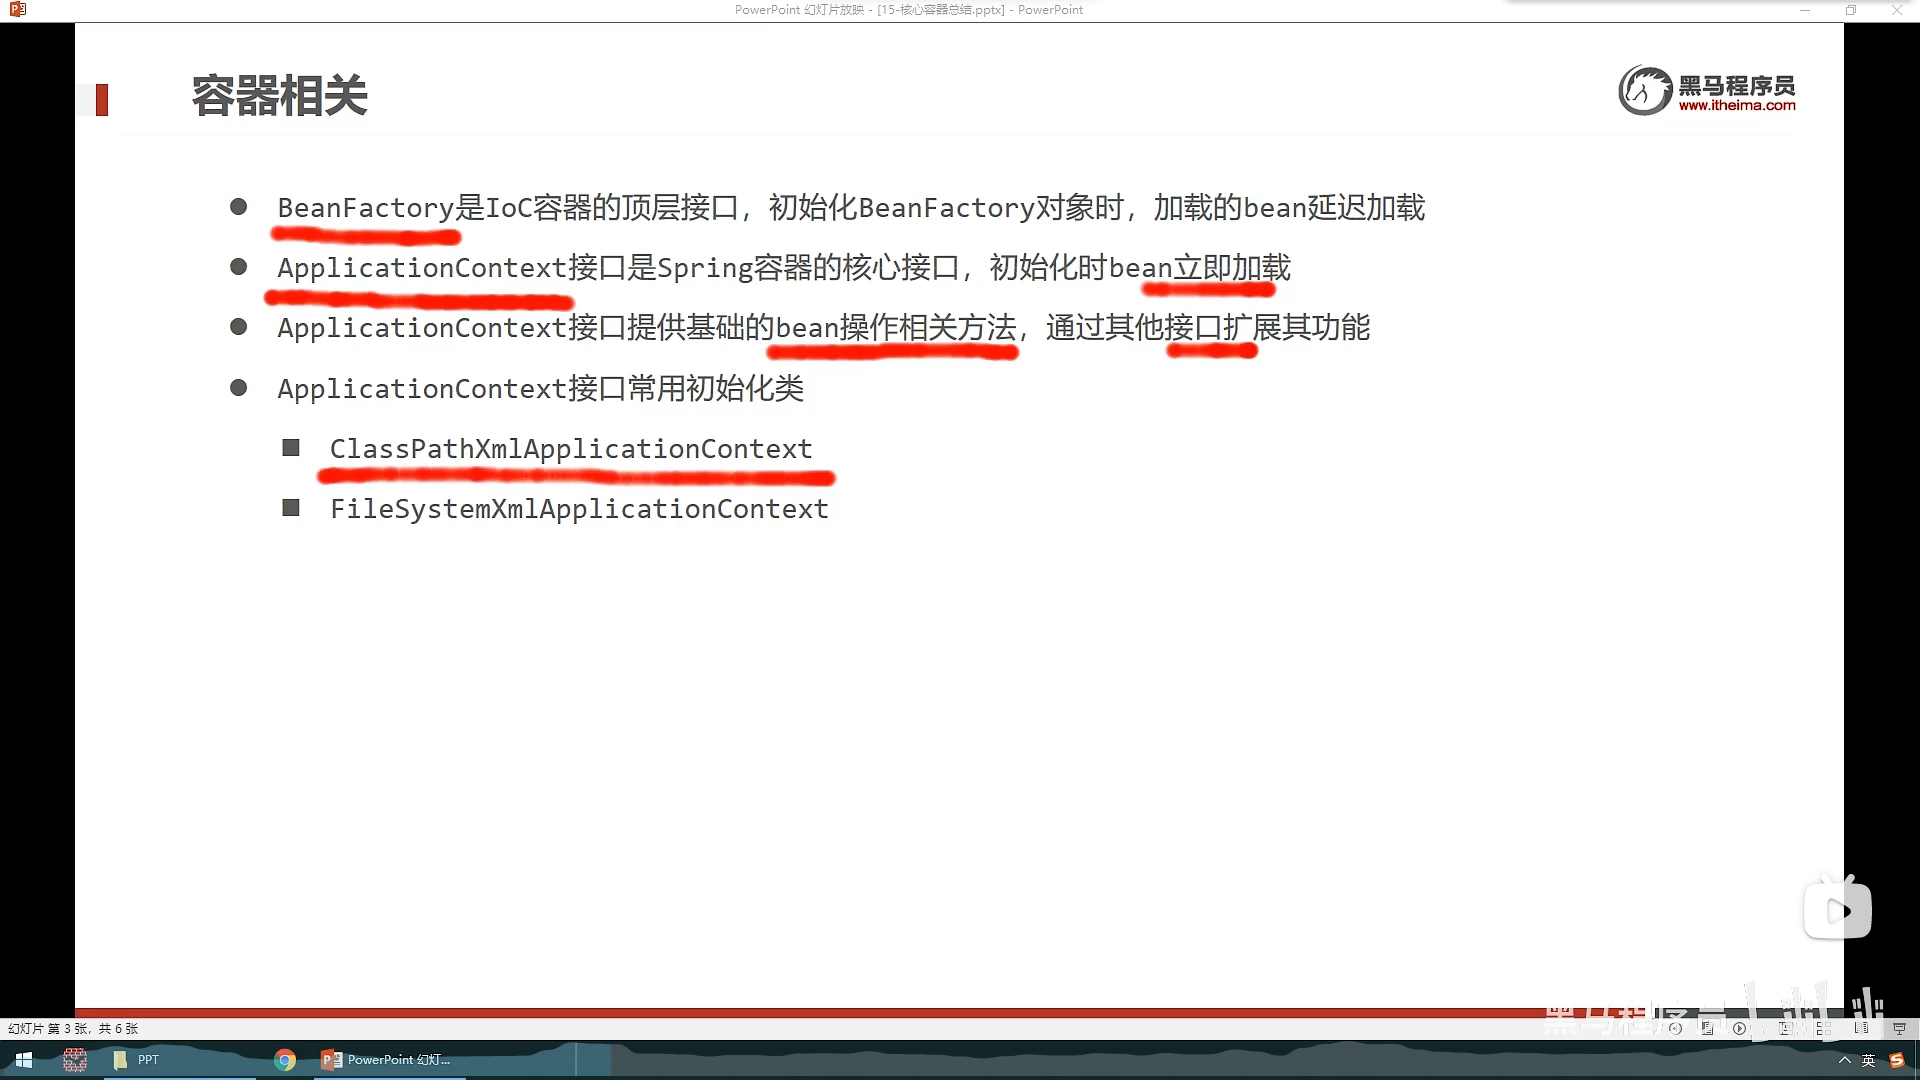 PowerPoint 幻灯片放映 - [15-核心容器总结.pptx] - PowerPoint
容器相关
黑马程序员
www.itheima.com
BeanFactory是IoC容器的顶层接口，初始化BeanFactory对象时，加载的bean延迟加载
ApplicationContext接口是Spring容器的核心接口，初始化时bean立即加载
ApplicationContext接口提供基础的bean操作相关方法，通过其他接口扩展其功能
ApplicationContext接口常用初始化类
ClassPathXmlApplicationContext
FileSystemXmlApplicationContext
黑马程序员
幻灯片 第 3 张，共 6 张
PPT
PowerPoint 幻灯...
英